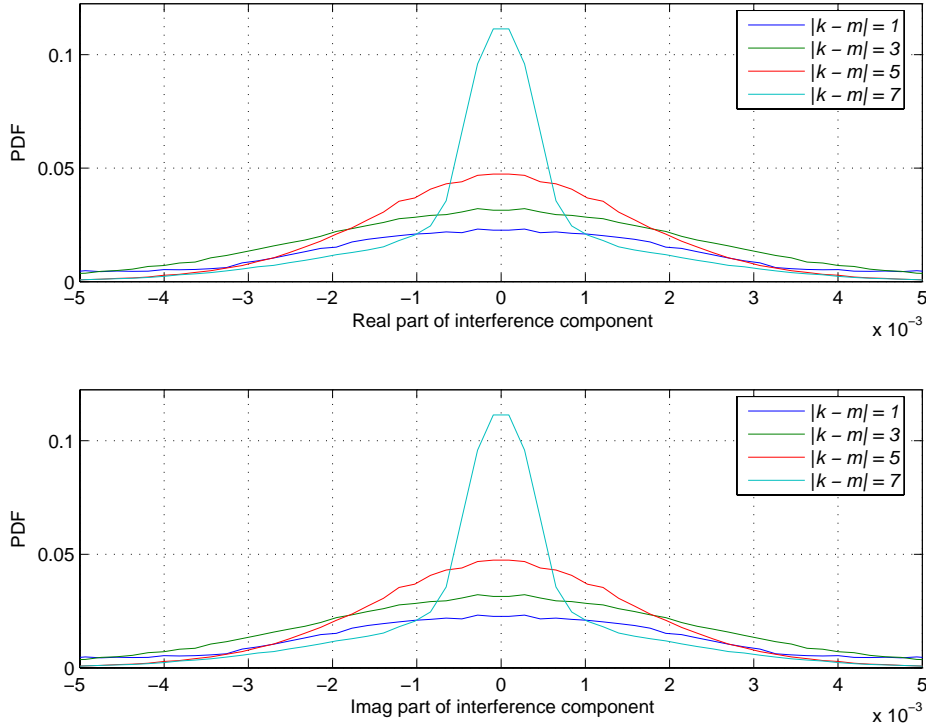 |k – m| = 1
|k – m| = 3
|k – m| = 5
|k – m| = 7
PDF
0.1
0.05
0
−5 −4 −3 −2 −1 0 1 2 3 4 5
Real part of interference component
x 10⁻³
|k – m| = 1
|k – m| = 3
|k – m| = 5
|k – m| = 7
PDF
0.1
0.05
0
−5 −4 −3 −2 −1 0 1 2 3 4 5
Imag part of interference component
x 10⁻³